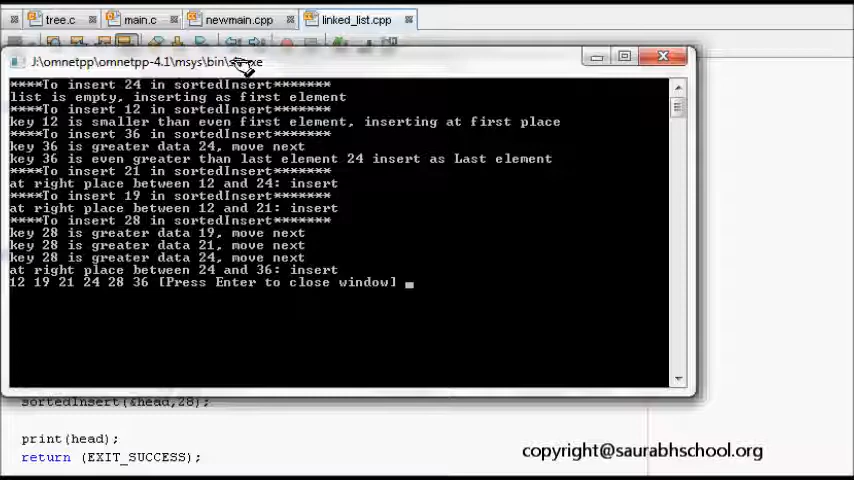 tree.c main.c newmain.cpp linked_list.cpp
J:\omnetpp\omnetpp-4.1\msys\bin\
****To insert 24 in sortedInsert*******
list is empty, inserting as first element
****To insert 12 in sortedInsert*******
key 12 is smaller than even first element, inserting at first place
****To insert 36 in sortedInsert*******
key 36 is greater data 24, move next
key 36 is even greater than last element 24 insert as Last element
****To insert 21 in sortedInsert*******
at right place between 12 and 24: insert
****To insert 19 in sortedInsert*******
at right place between 12 and 21: insert
****To insert 28 in sortedInsert*******
key 28 is greater data 19, move next
key 28 is greater data 21, move next
key 28 is greater data 24, move next
at right place between 24 and 36: insert
12 19 21 24 28 36 [Press Enter to close window]
sortedInsert(&head,28);
print(head);
return (EXIT_SUCCESS);
copyright@saurabhschool.org